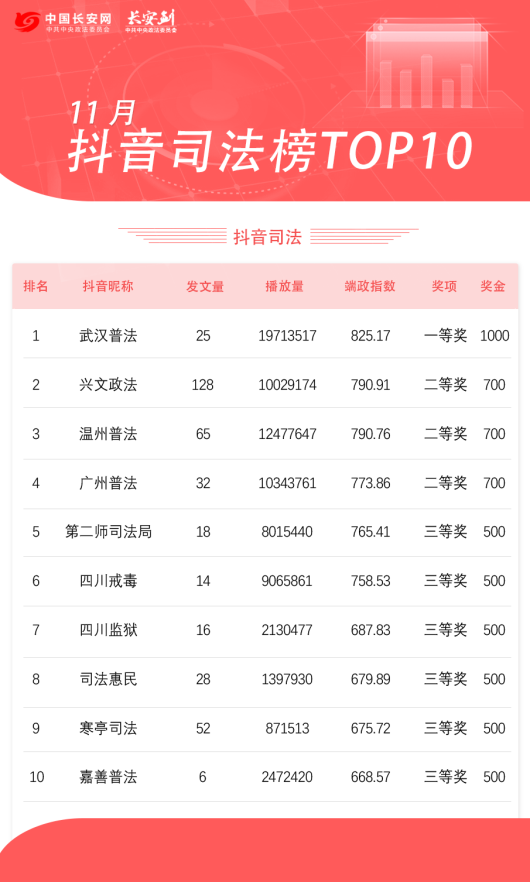 中国长安网 长安剑
中共中央政法委员会 中共中央政法委员会
11月
抖音司法榜TOP10
抖音司法
排名 抖音昵称 发文量 播放量 端政指数 奖项 奖金
1 武汉普法 25 19713517 825.17 一等奖 1000
2 兴文政法 128 10029174 790.91 二等奖 700
3 温州普法 65 12477647 790.76 二等奖 700
4 广州普法 32 10343761 773.86 二等奖 700
5 第二师司法局 18 8015440 765.41 三等奖 500
6 四川戒毒 14 9065861 758.53 三等奖 500
7 四川监狱 16 2130477 687.83 三等奖 500
8 司法惠民 28 1397930 679.89 三等奖 500
9 寒亭司法 52 871513 675.72 三等奖 500
10 嘉善普法 6 2472420 668.57 三等奖 500